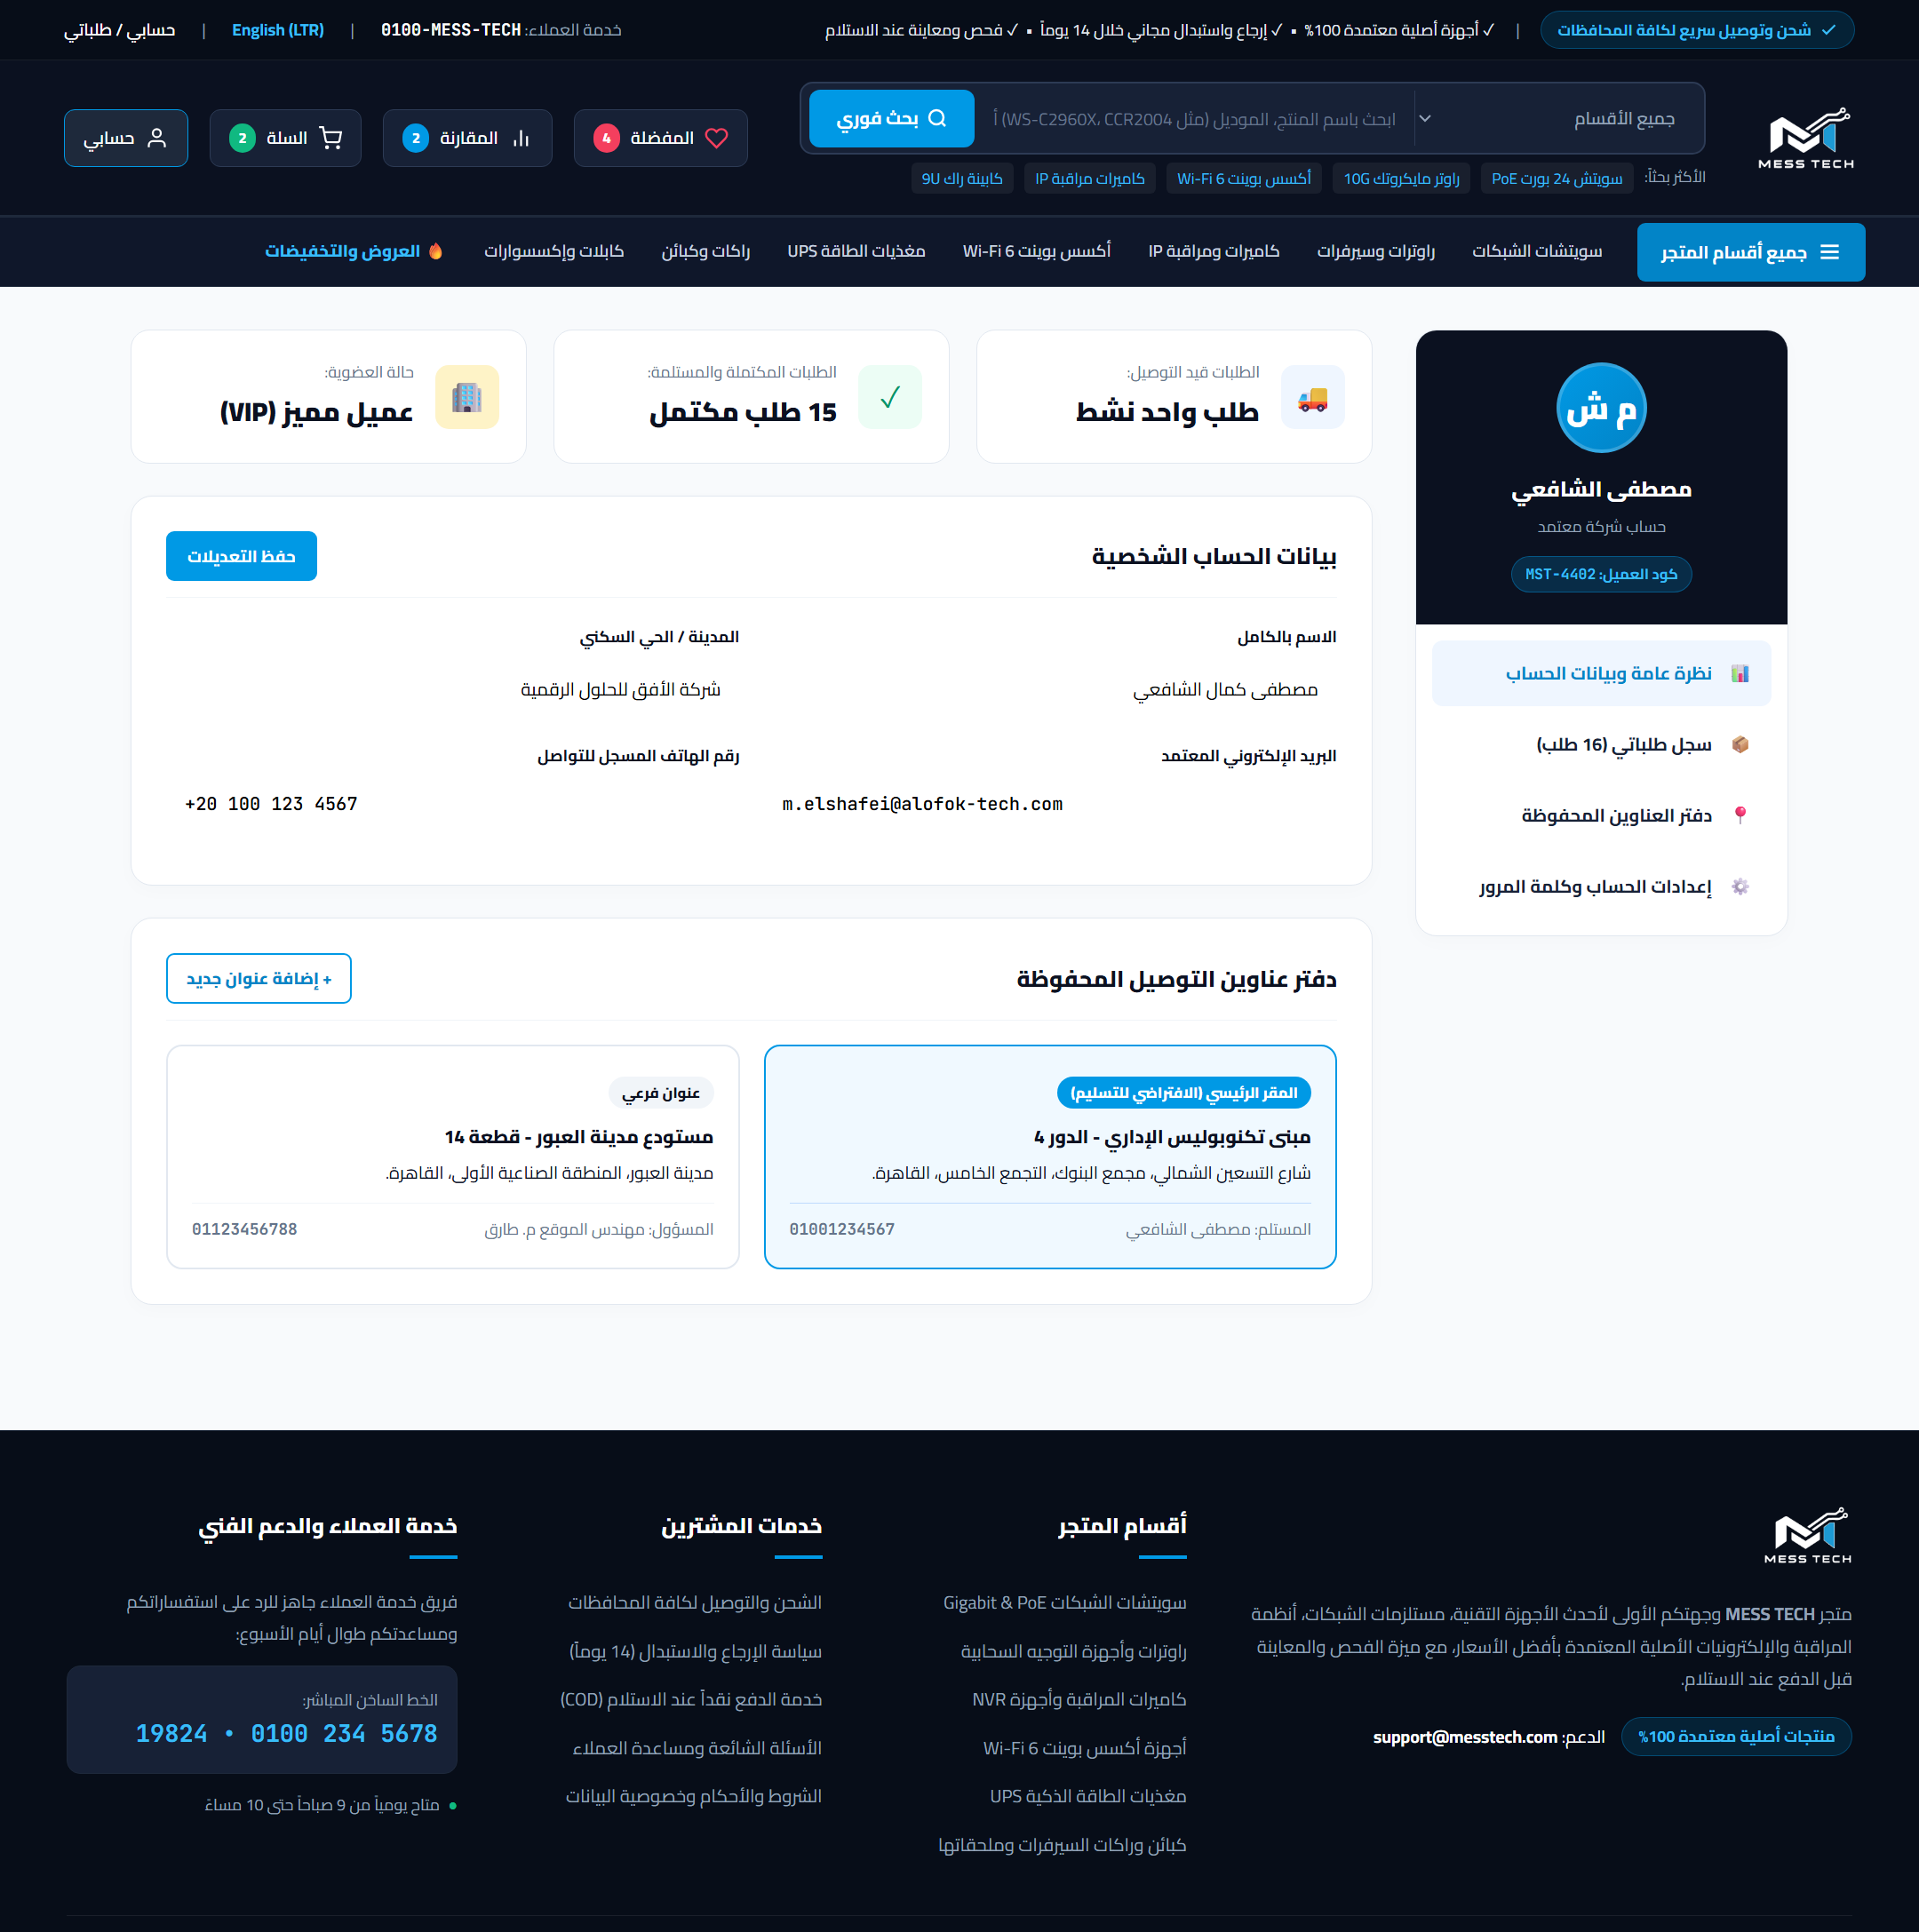 شحن وتوصيل سريع لكافة المحافظات
|
✓ أجهزة أصلية معتمدة 100% • ✓ إرجاع واستبدال مجاني خلال 14 يوماً • ✓ فحص ومعاينة عند الاستلام
خدمة العملاء: 0100-MESS-TECH
|
English (LTR)
|
حسابي / طلباتي
MESS TECH
جميع الأقسام
ابحث باسم المنتج، الموديل (مثل WS-C2960X، CCR2004) أ
بحث فوري
المفضلة 4
المقارنة 2
السلة 2
حسابي
الأكثر بحثاً:
سويتش 24 بورت PoE
راوتر مايكروتك 10G
أكسس بوينت Wi-Fi 6
كاميرات مراقبة IP
كابينة راك 9U
جميع أقسام المتجر
سويتشات الشبكات
راوترات وسيرفرات
كاميرات ومراقبة IP
أكسس بوينت Wi-Fi 6
مغذيات الطاقة UPS
راكات وكبائن
كابلات وإكسسوارات
🔥 العروض والتخفيضات
م ش
مصطفى الشافعي
حساب شركة معتمد
كود العميل: MST-4402
نظرة عامة وبيانات الحساب
سجل طلباتي (16 طلب)
دفتر العناوين المحفوظة
إعدادات الحساب وكلمة المرور
الطلبات قيد التوصيل:
طلب واحد نشط
✓
الطلبات المكتملة والمستلمة:
15 طلب مكتمل
حالة العضوية:
عميل مميز (VIP)
بيانات الحساب الشخصية
حفظ التعديلات
الاسم بالكامل
مصطفى كمال الشافعي
المدينة / الحي السكني
شركة الأفق للحلول الرقمية
البريد الإلكتروني المعتمد
m.elshafei@alofok-tech.com
رقم الهاتف المسجل للتواصل
+20 100 123 4567
دفتر عناوين التوصيل المحفوظة
+ إضافة عنوان جديد
المقر الرئيسي (الافتراضي للتسليم)
مبنى تكنوبوليس الإداري - الدور 4
شارع التسعين الشمالي، مجمع البنوك، التجمع الخامس، القاهرة.
المستلم: مصطفى الشافعي
01001234567
عنوان فرعي
مستودع مدينة العبور - قطعة 14
مدينة العبور، المنطقة الصناعية الأولى، القاهرة.
المسؤول: مهندس الموقع م. طارق
01123456788
MESS TECH
متجر MESS TECH وجهتكم الأولى لأحدث الأجهزة التقنية، مستلزمات الشبكات، أنظمة
المراقبة والإلكترونيات الأصلية المعتمدة بأفضل الأسعار، مع ميزة الفحص والمعاينة
قبل الدفع عند الاستلام.
منتجات أصلية معتمدة 100%
الدعم: support@messtech.com
أقسام المتجر
سويتشات الشبكات Gigabit & PoE
راوترات وأجهزة التوجيه السحابية
كاميرات المراقبة وأجهزة NVR
أجهزة أكسس بوينت Wi-Fi 6
مغذيات الطاقة الذكية UPS
كبائن وراكات السيرفرات وملحقاتها
خدمات المشترين
الشحن والتوصيل لكافة المحافظات
سياسة الإرجاع والاستبدال (14 يوماً)
خدمة الدفع نقداً عند الاستلام (COD)
الأسئلة الشائعة ومساعدة العملاء
الشروط والأحكام وخصوصية البيانات
خدمة العملاء والدعم الفني
فريق خدمة العملاء جاهز للرد على استفساراتكم
ومساعدتكم طوال أيام الأسبوع:
الخط الساخن المباشر:
19824 • 0100 234 5678
● متاح يومياً من 9 صباحاً حتى 10 مساءً